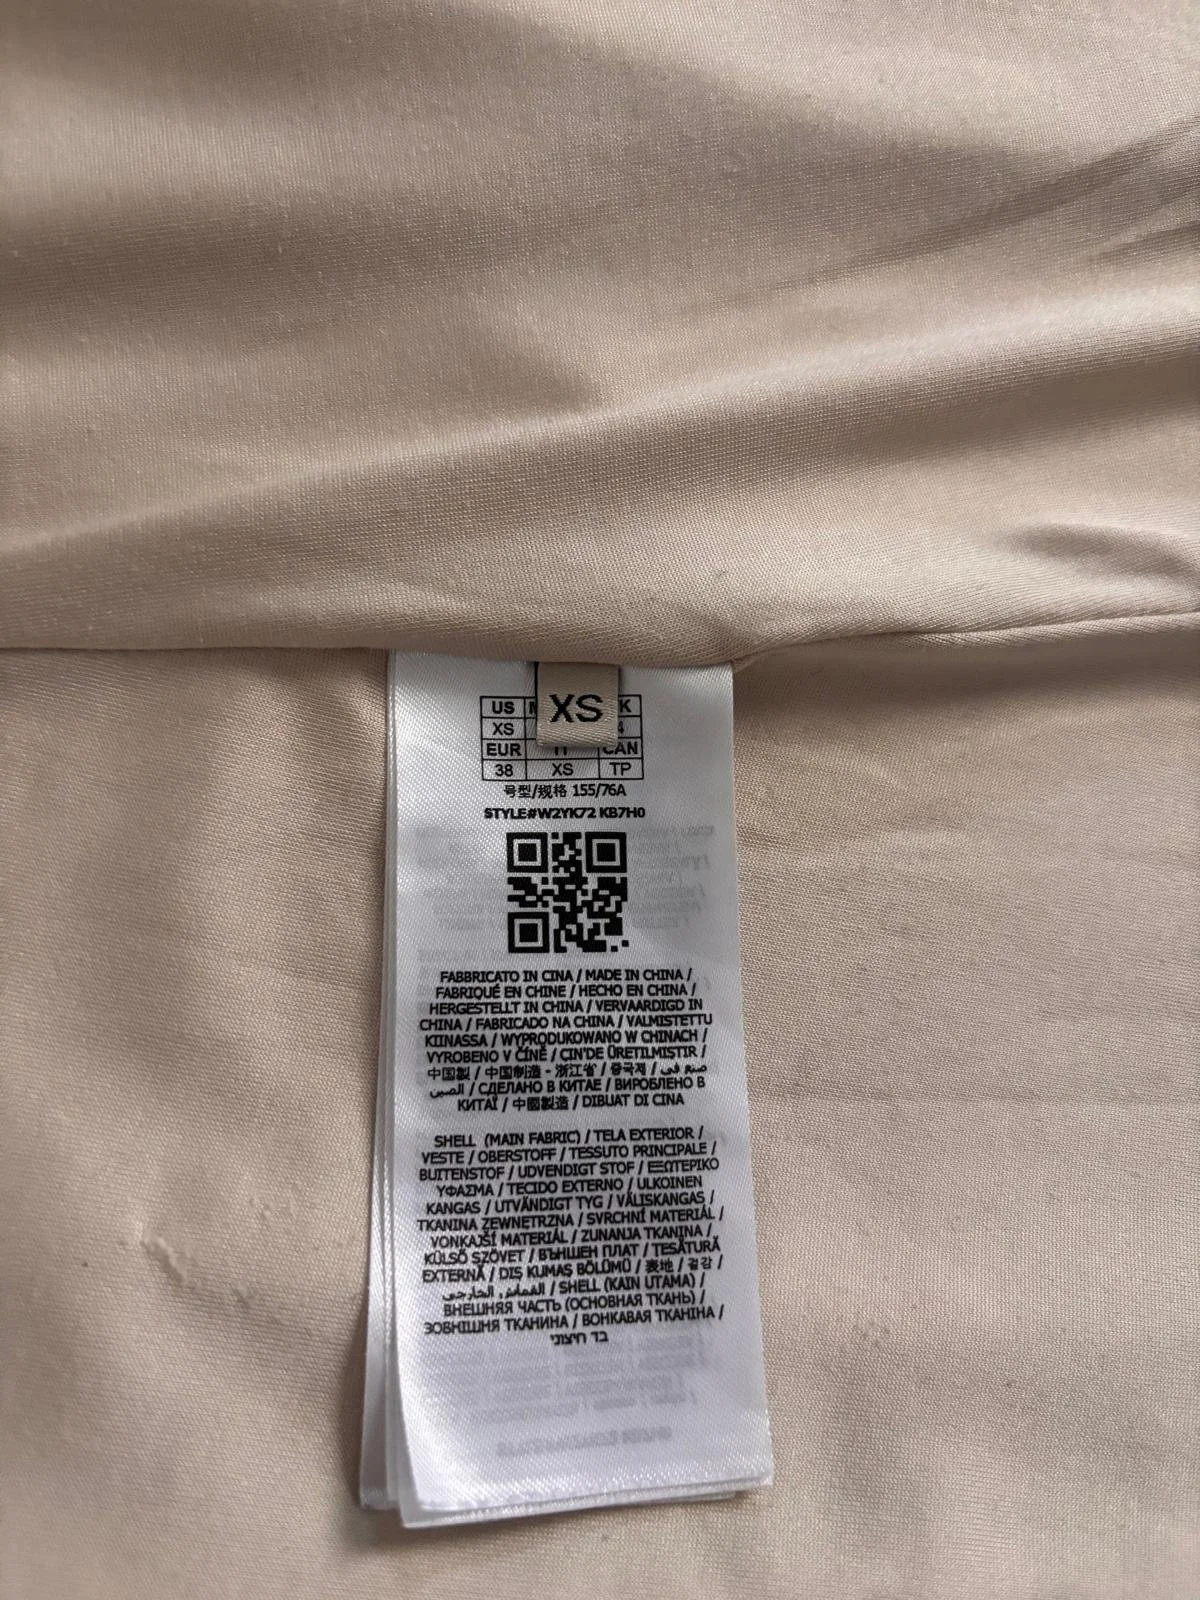 XS
US
XS
EUR CAN
38 XS TP
号型/规格 155/76A
STYLE#W2YK72 KB7H0
FABBRICATO IN CINA / MADE IN CHINA /
FABRIQUÉ EN CHINE / HECHO EN CHINA /
HERGESTELLT IN CHINA / VERVAARDIGD IN
CHINA / FABRICADO NA CHINA / VALMISTETTU
KIINASSA / WYPRODUKOWANO W CHINACH /
VYROBENO V ČÍNĚ / ÇIN'DE ÜRETILMIŞTIR /
中国製 / 中国制造 - 浙江省 / 중국제 / صنع في
الصين / СДЕЛАНО В КИТАЕ / ВИРОБЛЕНО В
КИТАЇ / 中國製造 / DIBUAT DI CINA
SHELL (MAIN FABRIC) / TELA EXTERIOR /
VESTE / OBERSTOFF / TESSUTO PRINCIPALE /
BUITENSTOF / UDVENDIGT STOF / ΕΞΩΤΕΡΙΚΟ
ΥΦΑΣΜΑ / TECIDO EXTERNO / ULKOINEN
KANGAS / UTVÄNDIGT TYG / VÄLISKANGAS /
TKANINA ZEWNĘTRZNA / SVRCHNÍ MATERIÁL /
VONKAJŠÍ MATERIÁL / ZUNANJA TKANINA /
KÜLSŐ SZÖVET / ВЪНШЕН ПЛАТ / ȚESĂTURĂ
EXTERNĂ / DIŞ KUMAŞ BÖLÜMÜ / 表地 / 겉감 /
القماش الخارجي / SHELL (KAIN UTAMA) /
ВНЕШНЯЯ ЧАСТЬ (ОСНОВНАЯ ТКАНЬ) /
ЗОВНІШНЯ ТКАНИНА / ВОНКАВАЯ ТКАНІНА /
בד חיצוני